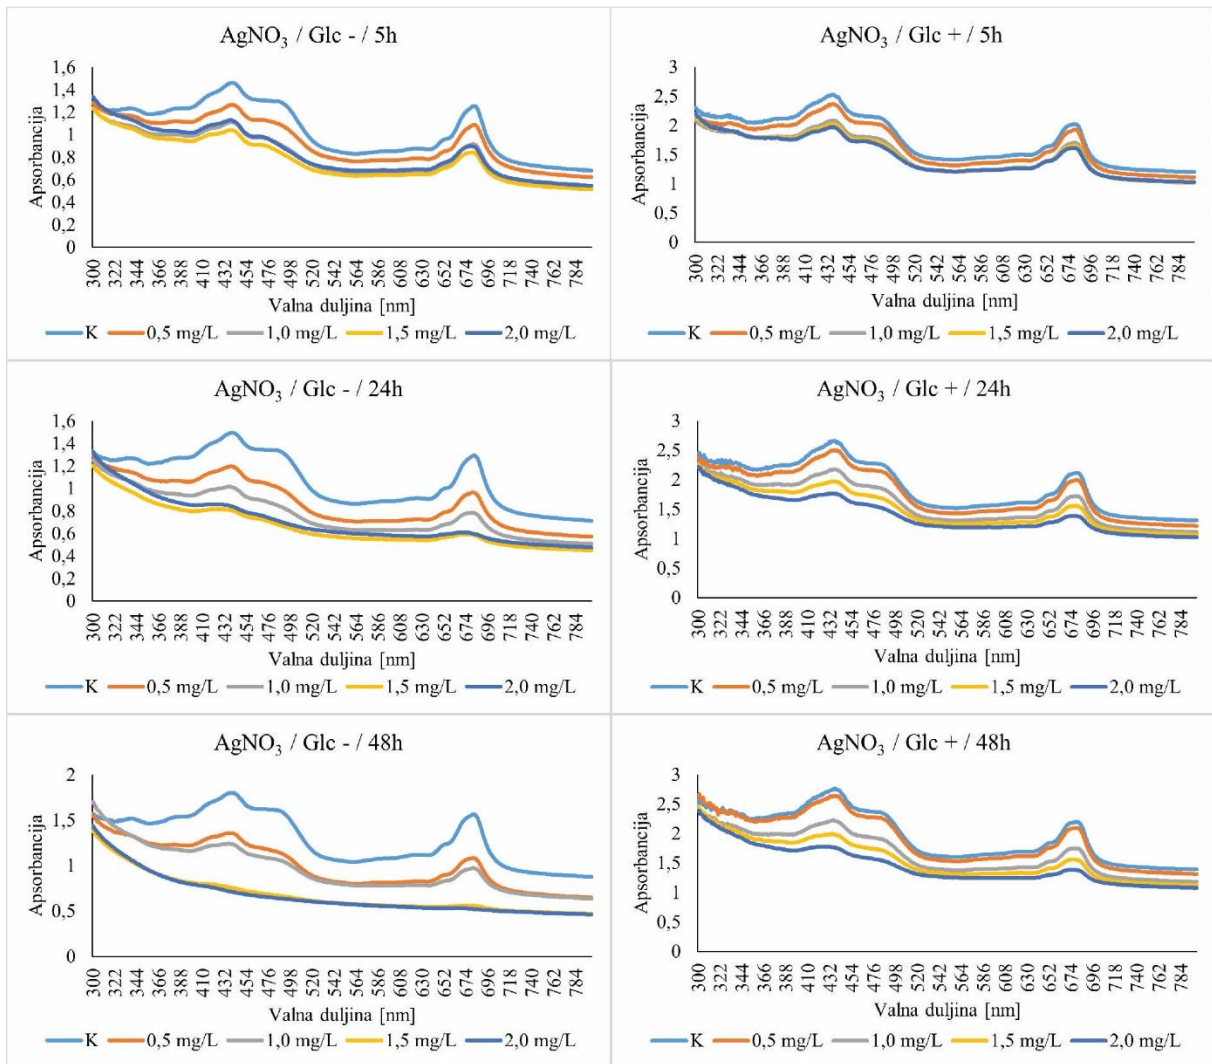 AgNO₃ / Glc - / 5h
Apsorbancija
1,6
1,4
1,2
1
0,8
0,6
0,4
0,2
0
300 322 344 366 388 410 432 454 476 498 520 542 564 586 608 630 652 674 696 718 740 762 784
Valna duljina [nm]
K 0,5 mg/L 1,0 mg/L 1,5 mg/L 2,0 mg/L
AgNO₃ / Glc + / 5h
Apsorbancija
3
2,5
2
1,5
1
0,5
0
300 322 344 366 388 410 432 454 476 498 520 542 564 586 608 630 652 674 696 718 740 762 784
Valna duljina [nm]
K 0,5 mg/L 1,0 mg/L 1,5 mg/L 2,0 mg/L
AgNO₃ / Glc - / 24h
Apsorbancija
1,6
1,4
1,2
1
0,8
0,6
0,4
0,2
0
300 322 344 366 388 410 432 454 476 498 520 542 564 586 608 630 652 674 696 718 740 762 784
Valna duljina [nm]
K 0,5 mg/L 1,0 mg/L 1,5 mg/L 2,0 mg/L
AgNO₃ / Glc + / 24h
Apsorbancija
3
2,5
2
1,5
1
0,5
0
300 322 344 366 388 410 432 454 476 498 520 542 564 586 608 630 652 674 696 718 740 762 784
Valna duljina [nm]
K 0,5 mg/L 1,0 mg/L 1,5 mg/L 2,0 mg/L
AgNO₃ / Glc - / 48h
Apsorbancija
2
1,5
1
0,5
0
300 322 344 366 388 410 432 454 476 498 520 542 564 586 608 630 652 674 696 718 740 762 784
Valna duljina [nm]
K 0,5 mg/L 1,0 mg/L 1,5 mg/L 2,0 mg/L
AgNO₃ / Glc + / 48h
Apsorbancija
3
2,5
2
1,5
1
0,5
0
300 322 344 366 388 410 432 454 476 498 520 542 564 586 608 630 652 674 696 718 740 762 784
Valna duljina [nm]
K 0,5 mg/L 1,0 mg/L 1,5 mg/L 2,0 mg/L